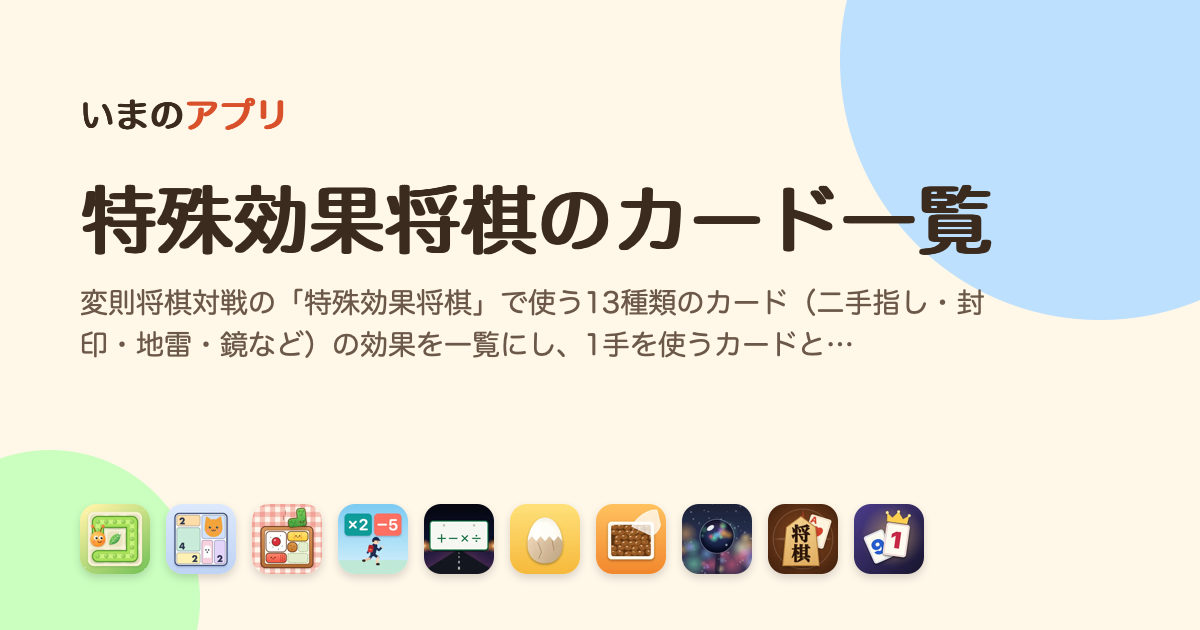 いまのアプリ
特殊効果将棋のカード一覧
変則将棋対戦の「特殊効果将棋」で使う13種類のカード（二手指し・封
印・地雷・鏡など）の効果を一覧にし、1手を使うカードと…
2
4
2
2
×2
−5
+−×÷
将棋
A
9
1